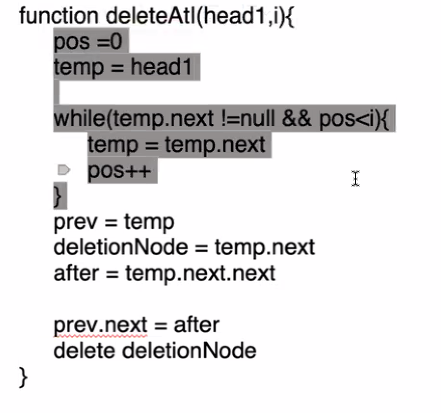 function deleteAtI(head1,i){
pos =0
temp = head1
while(temp.next !=null && pos<i){
temp = temp.next
pos++
}
prev = temp
deletionNode = temp.next
after = temp.next.next
prev.next = after
delete deletionNode
}